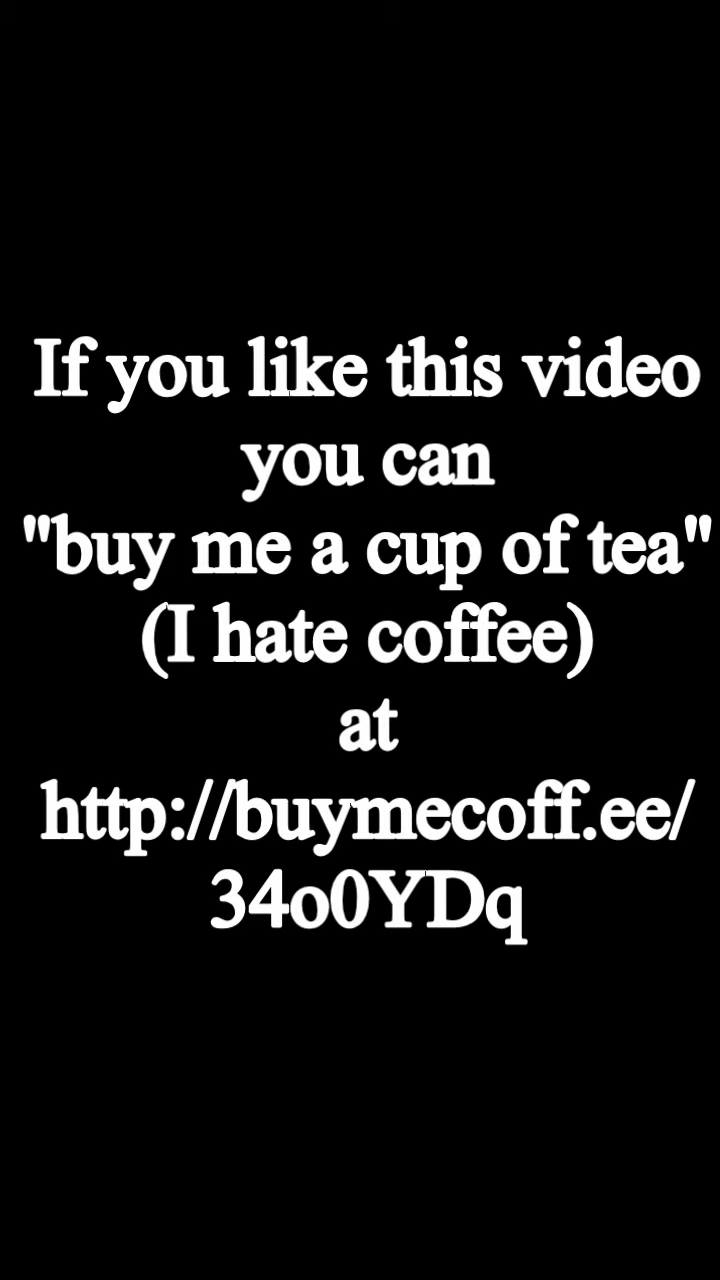 If you like this video
you can
"buy me a cup of tea"
(I hate coffee)
at
http://buymecoff.ee/
34o0YDq